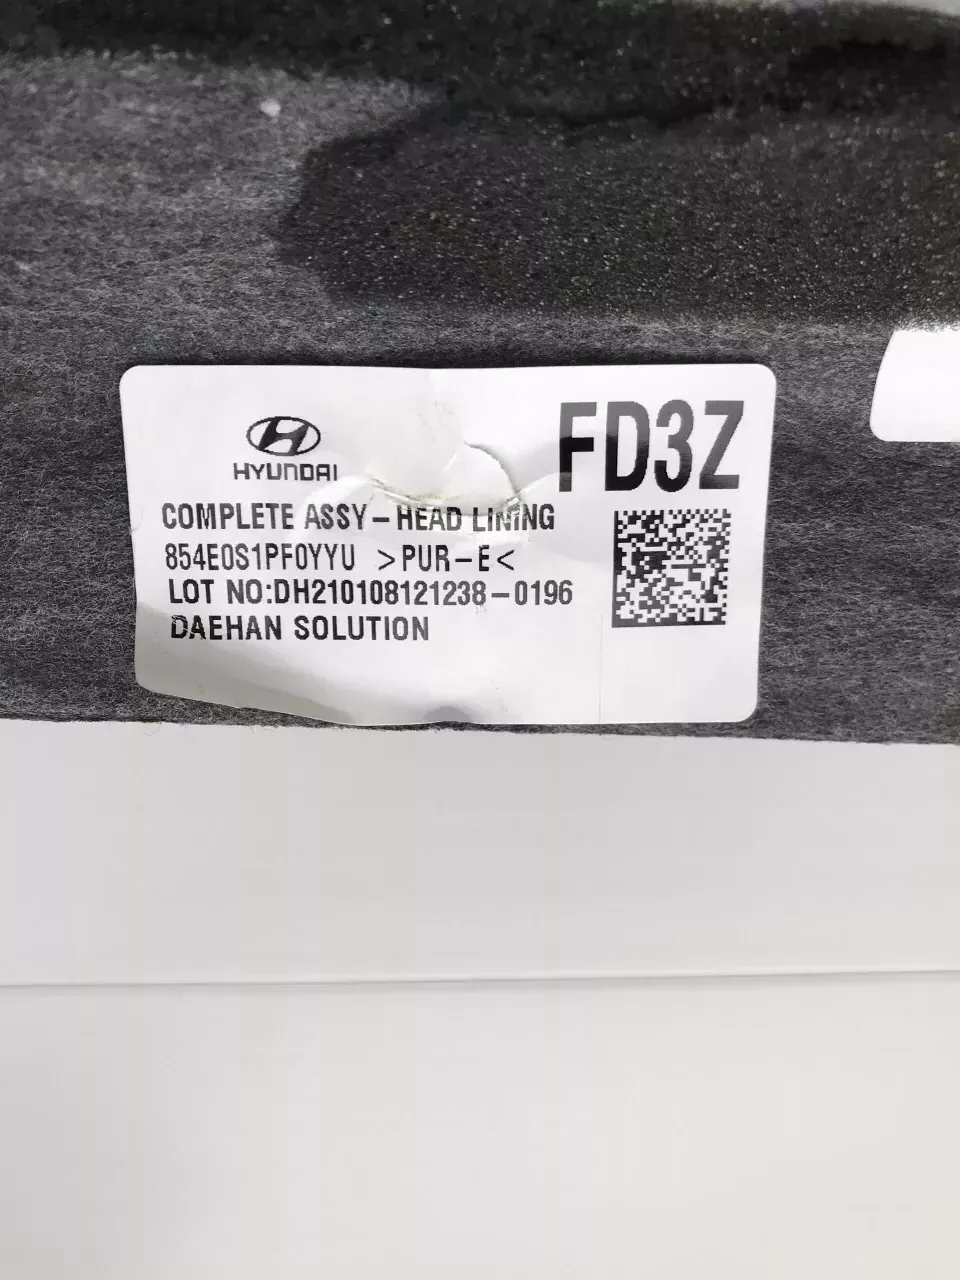 HYUNDAI
FD3Z
COMPLETE ASSY-HEAD LINING
854E0S1PF0YYU >PUR-E<
LOT NO:DH210108121238-0196
DAEHAN SOLUTION